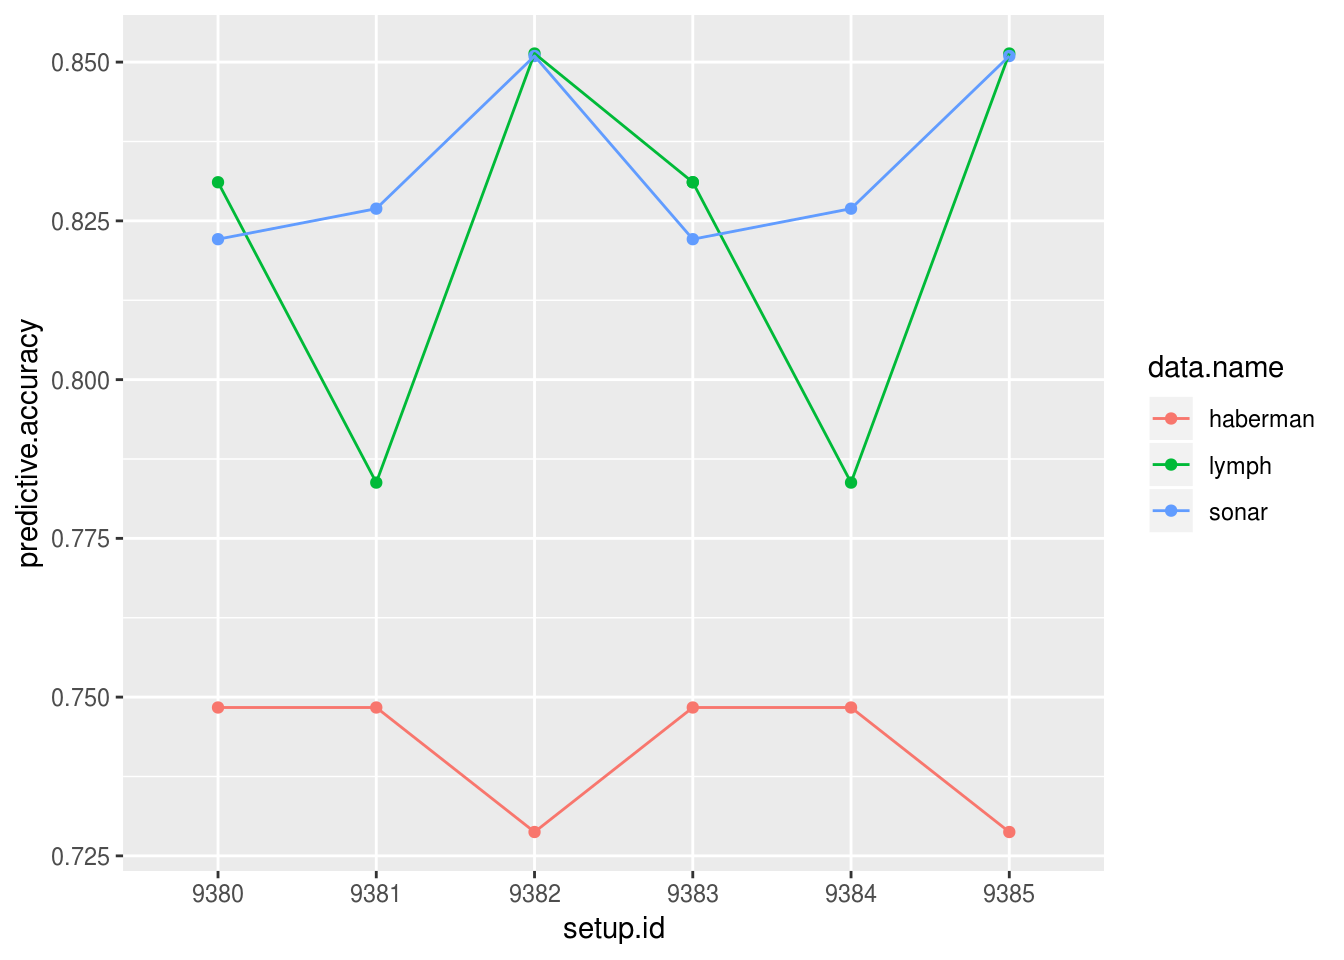 predictive.accuracy
0.850
0.825
0.800
0.775
0.750
0.725
9380 9381 9382 9383 9384 9385
setup.id
data.name
haberman
lymph
sonar